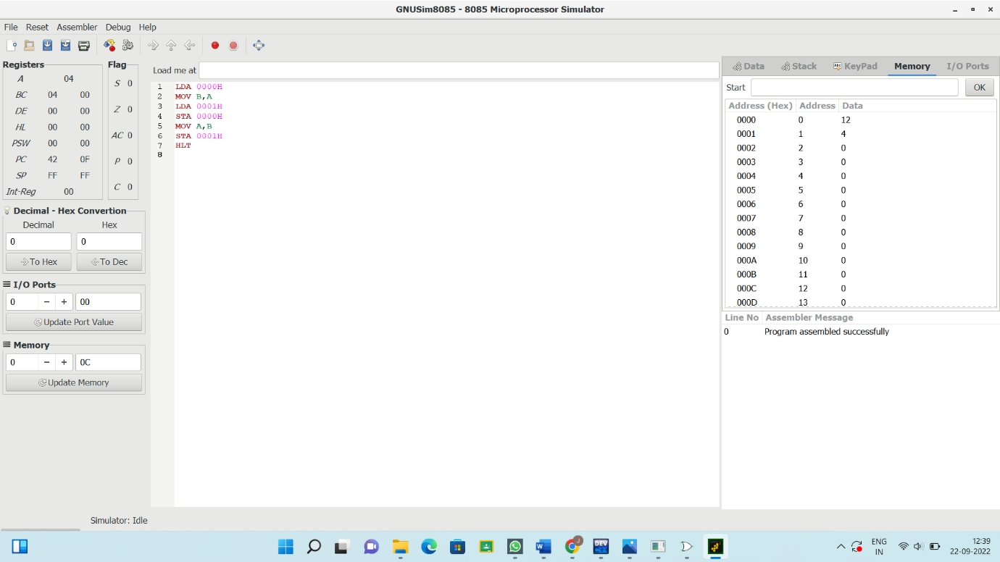 GNUSim8085 - 8085 Microprocessor Simulator
File Reset Assembler Debug Help
Registers
A 04
BC 04 00
DE 00 00
HL 00 00
PSW 00 00
PC 42 0F
SP FF FF
Int-Reg 00
Flag
S 0
Z 0
AC 0
P 0
C 0
Decimal - Hex Convertion
Decimal Hex
0 0
To Hex To Dec
I/O Ports
0 − + 00
Update Port Value
Memory
0 − + 0C
Update Memory
Load me at
1 LDA 0000H
2 MOV B,A
3 LDA 0001H
4 STA 0000H
5 MOV A,B
6 STA 0001H
7 HLT
8
Data Stack KeyPad Memory I/O Ports
Start OK
Address (Hex) Address Data
0000 0 12
0001 1 4
0002 2 0
0003 3 0
0004 4 0
0005 5 0
0006 6 0
0007 7 0
0008 8 0
0009 9 0
000A 10 0
000B 11 0
000C 12 0
000D 13 0
Line No Assembler Message
0 Program assembled successfully
Simulator: Idle
ENG
IN
12:39
22-09-2022